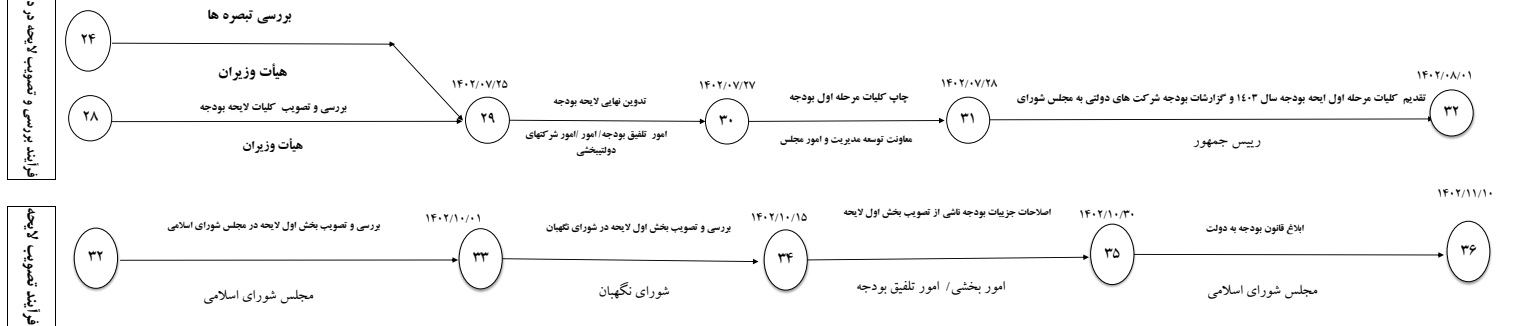 فرآیند بررسی و تصویب لایحه در د
بررسی تبصره ها
۲۴
هیأت وزیران
بررسی و تصویب کلیات لایحه بودجه
۲۸
هیأت وزیران
۱۴۰۲/۰۷/۲۵
۲۹
تدوین نهایی لایحه بودجه
امور تلفیق بودجه/ امور /امور شرکتهای
دولتیبخشی
۱۴۰۲/۰۷/۲۷
۳۰
چاپ کلیات مرحله اول بودجه
معاونت توسعه مدیریت و امور مجلس
۱۴۰۲/۰۷/۲۸
۳۱
تقدیم کلیات مرحله اول ایحه بودجه سال ۱۴۰۳ و گزارشات بودجه شرکت های دولتی به مجلس شورای
رییس جمهور
۱۴۰۲/۰۸/۰۱
۳۲
فرآیند تصویب لایحه
۳۲
بررسی و تصویب بخش اول لایحه در مجلس شورای اسلامی
مجلس شورای اسلامی
۱۴۰۲/۱۰/۰۱
۳۳
بررسی و تصویب بخش اول لایحه در شورای نگهبان
شورای نگهبان
۱۴۰۲/۱۰/۱۵
۳۴
اصلاحات جزییات بودجه ناشی از تصویب بخش اول لایحه
امور بخشی/ امور تلفیق بودجه
۱۴۰۲/۱۰/۳۰
۳۵
ابلاغ قانون بودجه به دولت
مجلس شورای اسلامی
۱۴۰۲/۱۱/۱۰
۳۶